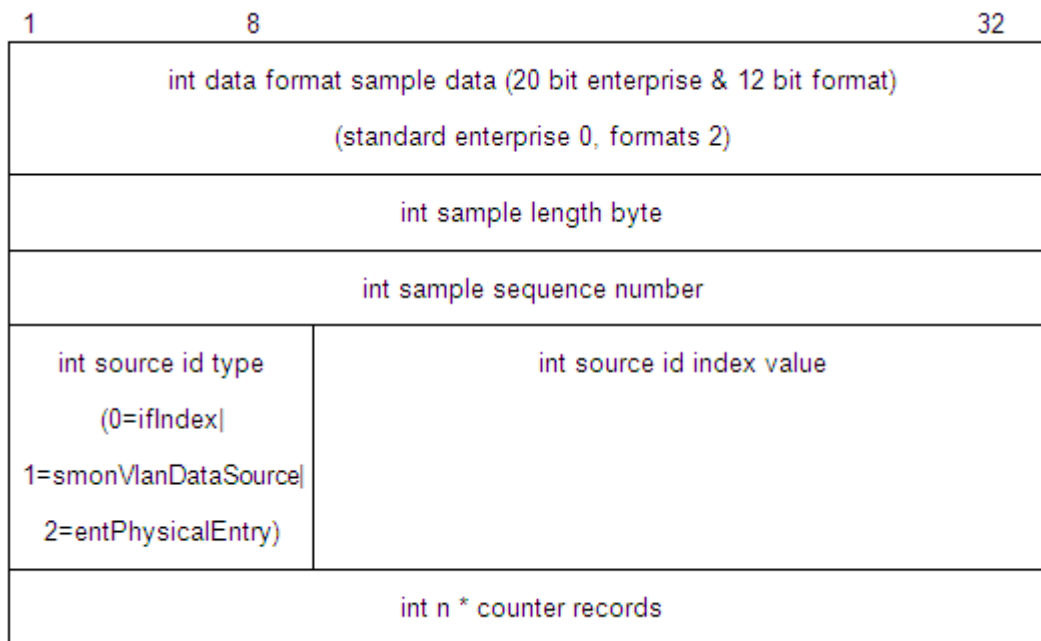 1 8 32
int data format sample data (20 bit enterprise & 12 bit format)
(standard enterprise 0, formats 2)
int sample length byte
int sample sequence number
int source id type
(0=ifIndex|
1=smonVlanDataSource|
2=entPhysicalEntry)
int source id index value
int n * counter records